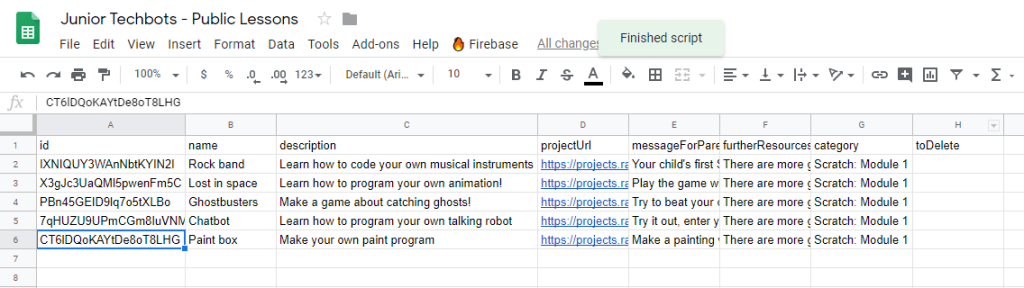 Junior Techbots - Public Lessons
File Edit View Insert Format Data Tools Add-ons Help Firebase All changes
Finished script
100% $ % .0 .00 123 Default (Ari... 10 B I S A
fx CT6lDQoKAYtDe8oT8LHG
A B C D E F G H
1 id name description projectUrl messageForPare furtherResources category toDelete
2 IXNIQUY3WAnNbtKYIN2I Rock band Learn how to code your own musical instruments https://projects.ra Your child's first S There are more g Scratch: Module 1
3 X3gJc3UaQMI5pwenFm5C Lost in space Learn how to program your own animation! https://projects.ra Play the game w There are more g Scratch: Module 1
4 PBn45GEID9Iq7o5tXLBo Ghostbusters Make a game about catching ghosts! https://projects.ra Try to beat your There are more g Scratch: Module 1
5 7qHUZU9UPmCGm8IuVNM Chatbot Learn how to program your own talking robot https://projects.ra Try it out, enter y There are more g Scratch: Module 1
6 CT6lDQoKAYtDe8oT8LHG Paint box Make your own paint program https://projects.ra Make a painting There are more g Scratch: Module 1
7
8